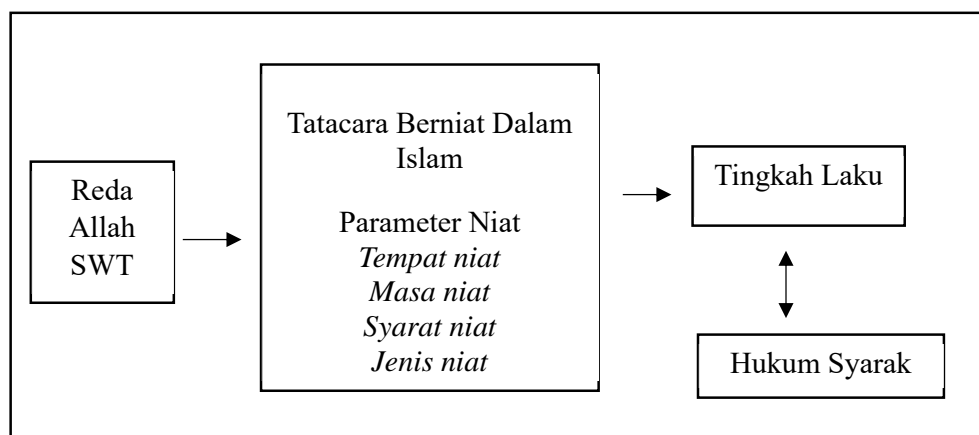 Reda
Allah
SWT
Tatacara Berniat Dalam
Islam
Parameter Niat
Tempat niat
Masa niat
Syarat niat
Jenis niat
Tingkah Laku
Hukum Syarak